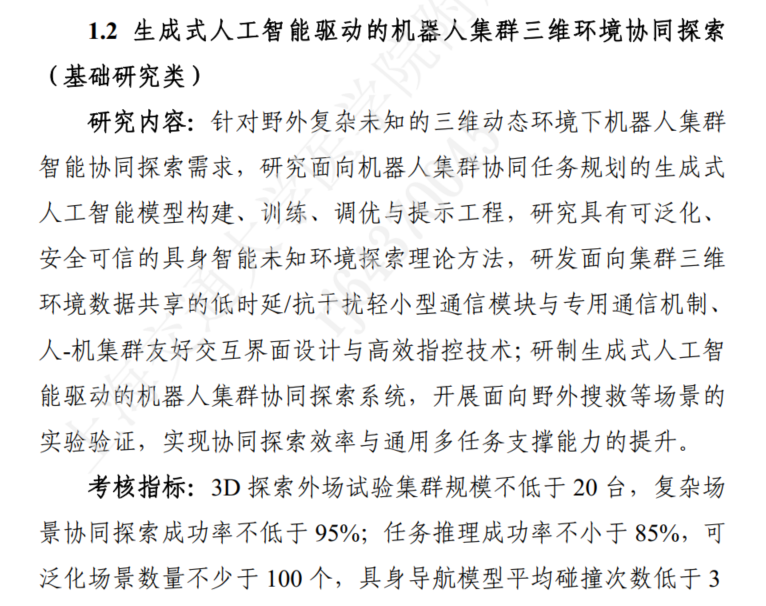 1.2 生成式人工智能驱动的机器人集群三维环境协同探索
（基础研究类）
研究内容：针对野外复杂未知的三维动态环境下机器人集群
智能协同探索需求，研究面向机器人集群协同任务规划的生成式
人工智能模型构建、训练、调优与提示工程，研究具有可泛化、
安全可信的具身智能未知环境探索理论方法，研发面向集群三维
环境数据共享的低时延/抗干扰轻小型通信模块与专用通信机制、
人-机集群友好交互界面设计与高效指控技术；研制生成式人工智
能驱动的机器人集群协同探索系统，开展面向野外搜救等场景的
实验验证，实现协同探索效率与通用多任务支撑能力的提升。
考核指标：3D 探索外场试验集群规模不低于 20 台，复杂场
景协同探索成功率不低于 95%；任务推理成功率不小于 85%，可
泛化场景数量不少于 100 个，具身导航模型平均碰撞次数低于 3
上海交通大学医学院附